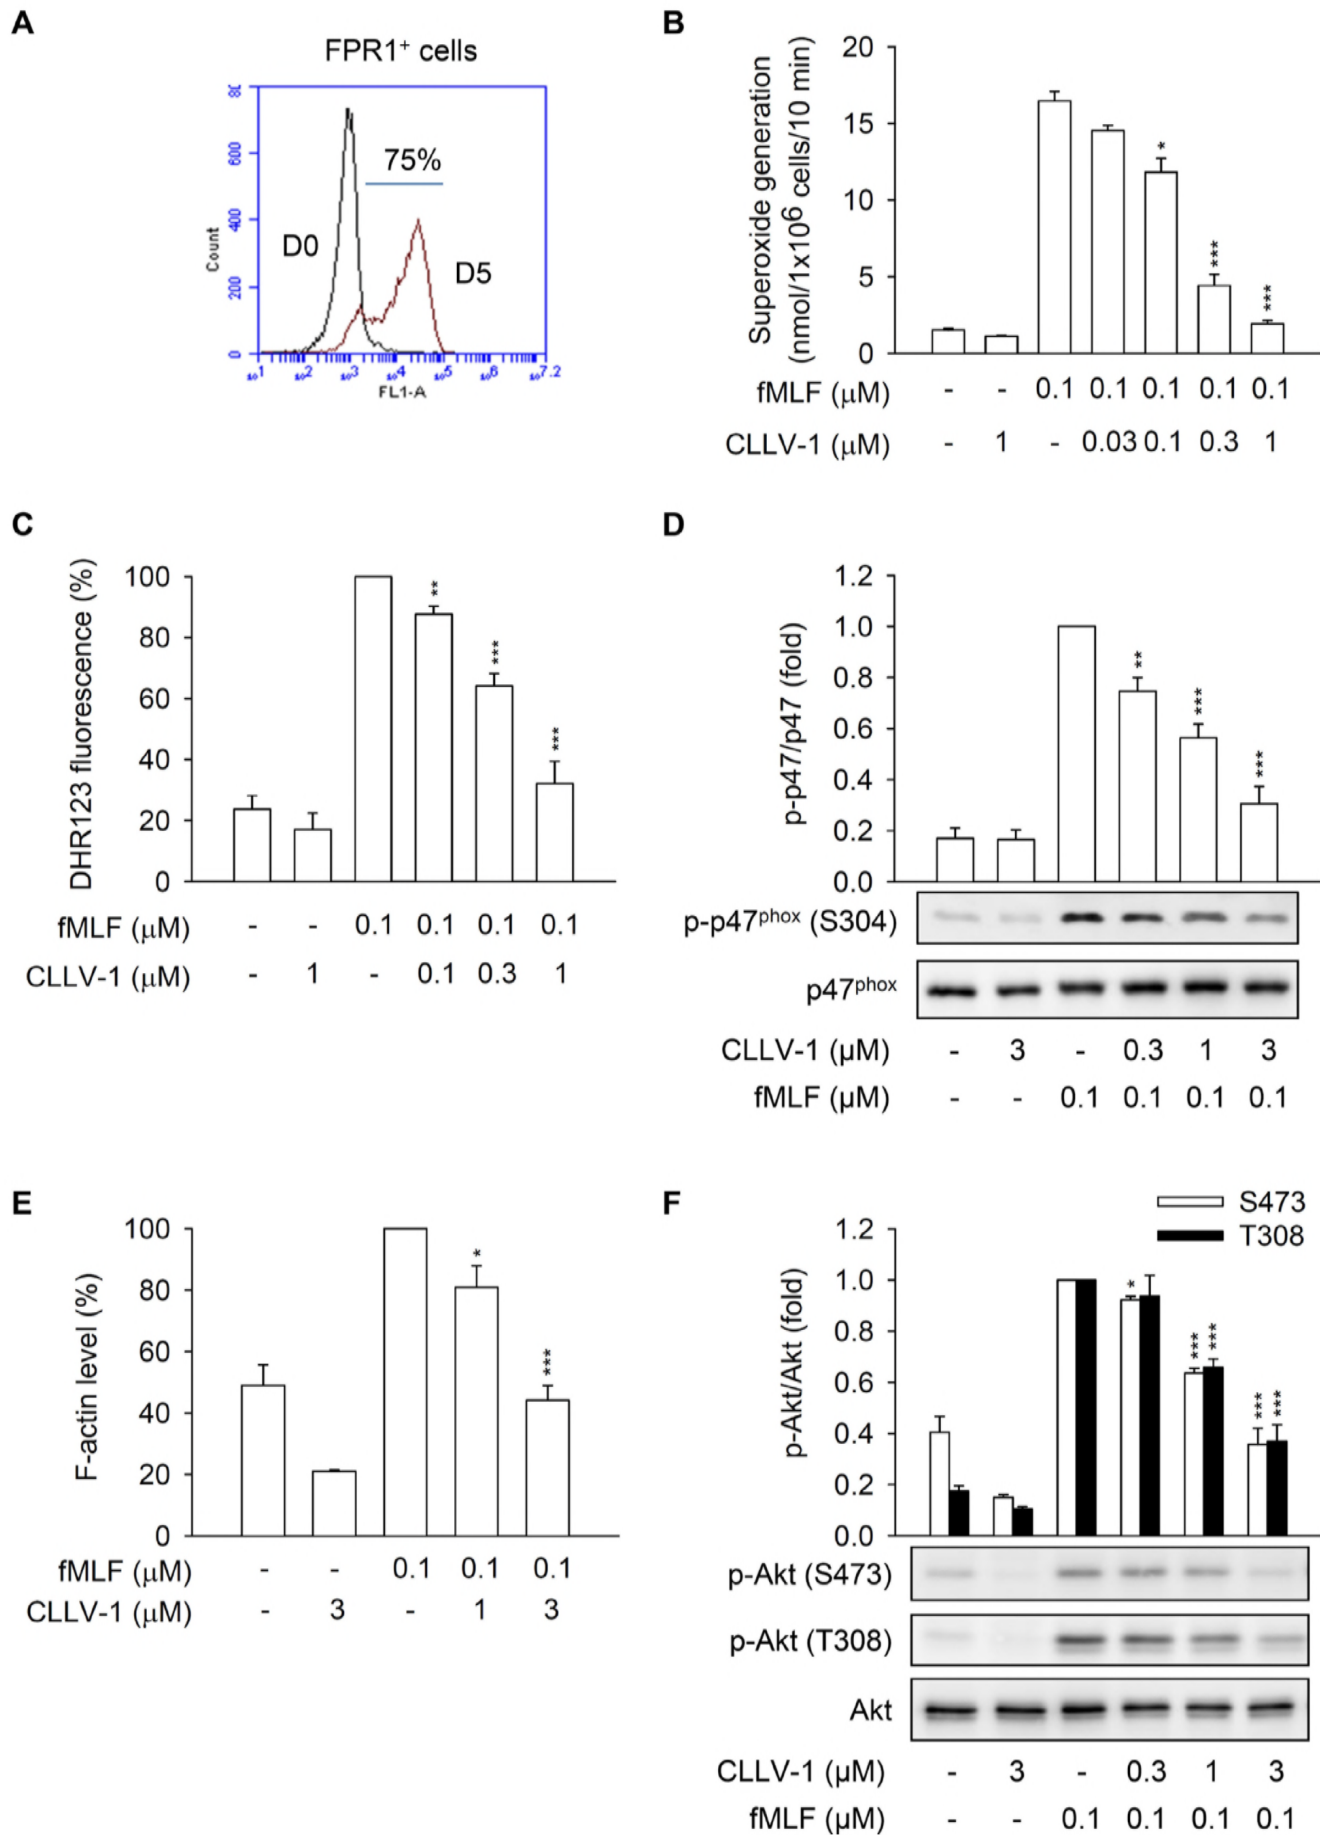 A
FPR1⁺ cells
600
400
200
0
Count
75%
D0
D5
FL1-A
B
Superoxide generation
(nmol/1x10⁶ cells/10 min)
20
15
10
5
0
*
***
***
fMLF (μM) - - 0.1 0.1 0.1 0.1 0.1
CLLV-1 (μM) - 1 - 0.03 0.1 0.3 1
C
DHR123 fluorescence (%)
100
80
60
40
20
0
**
***
***
fMLF (μM) - - 0.1 0.1 0.1 0.1
CLLV-1 (μM) - 1 - 0.1 0.3 1
D
p-p47/p47 (fold)
1.2
1.0
0.8
0.6
0.4
0.2
0.0
**
***
***
p-p47ᵖʰᵒˣ (S304)
p47ᵖʰᵒˣ
CLLV-1 (μM) - 3 - 0.3 1 3
fMLF (μM) - - 0.1 0.1 0.1 0.1
E
F-actin level (%)
100
80
60
40
20
0
*
***
fMLF (μM) - - 0.1 0.1 0.1
CLLV-1 (μM) - 3 - 1 3
F
S473
T308
p-Akt/Akt (fold)
1.2
1.0
0.8
0.6
0.4
0.2
0.0
*
*** ***
*** ***
p-Akt (S473)
p-Akt (T308)
Akt
CLLV-1 (μM) - 3 - 0.3 1 3
fMLF (μM) - - 0.1 0.1 0.1 0.1